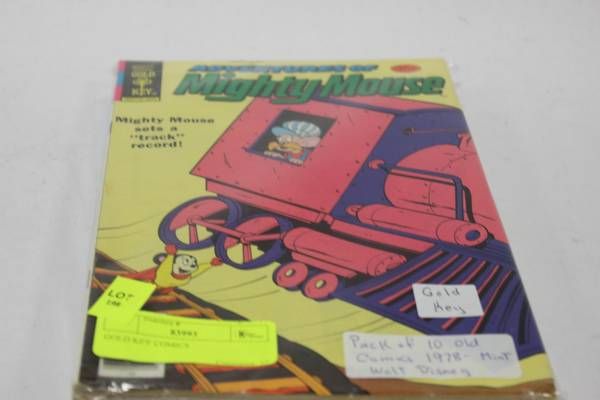 GOLD
KEY
ADVENTURES OF
Mighty Mouse
Mighty Mouse
sets a
"track"
record!
LOT
GOLD KEY COMICS
Gold
Key
Pack of 10 old
Comics 1978- Mint
Walt Disney